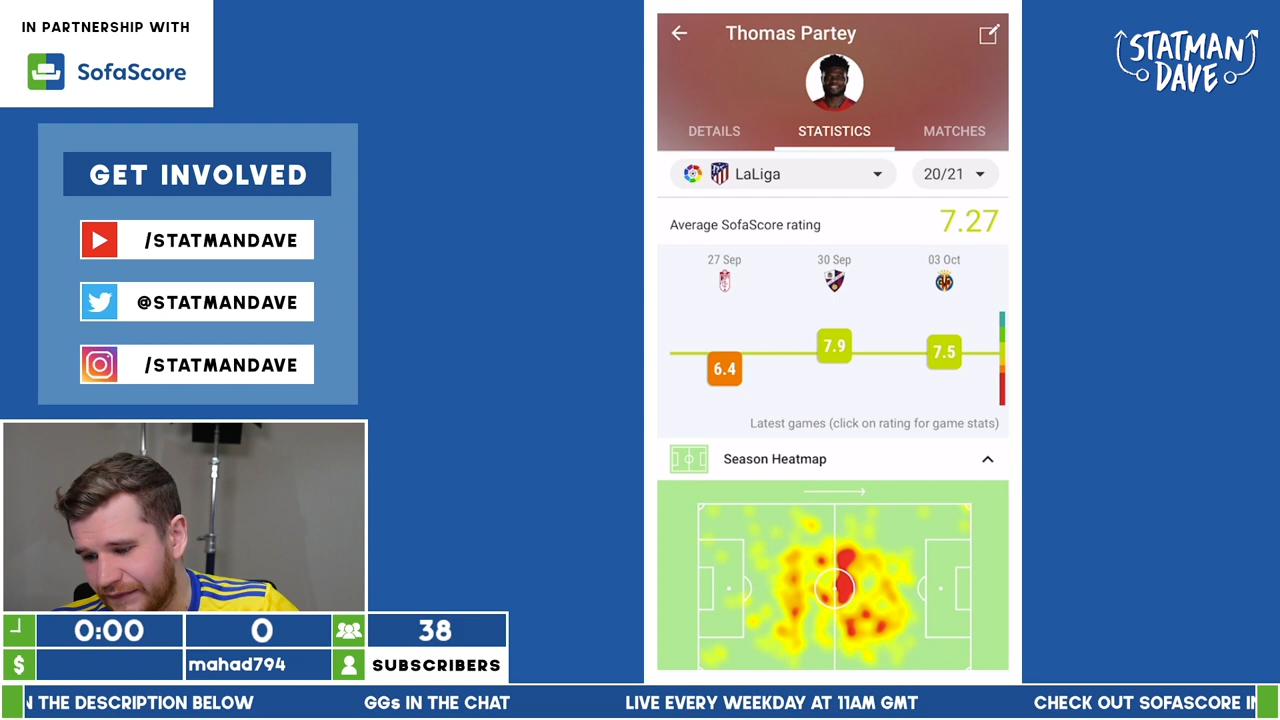 IN PARTNERSHIP WITH
SofaScore
GET INVOLVED
/STATMANDAVE
@STATMANDAVE
/STATMANDAVE
Thomas Partey
DETAILS STATISTICS MATCHES
LaLiga 20/21
Average SofaScore rating 7.27
27 Sep 30 Sep 03 Oct
6.4 7.9 7.5
Latest games (click on rating for game stats)
Season Heatmap
STATMAN
DAVE
0:00 0 38
$ mahad794 SUBSCRIBERS
THE DESCRIPTION BELOW GGs IN THE CHAT LIVE EVERY WEEKDAY AT 11AM GMT CHECK OUT SOFASCORE